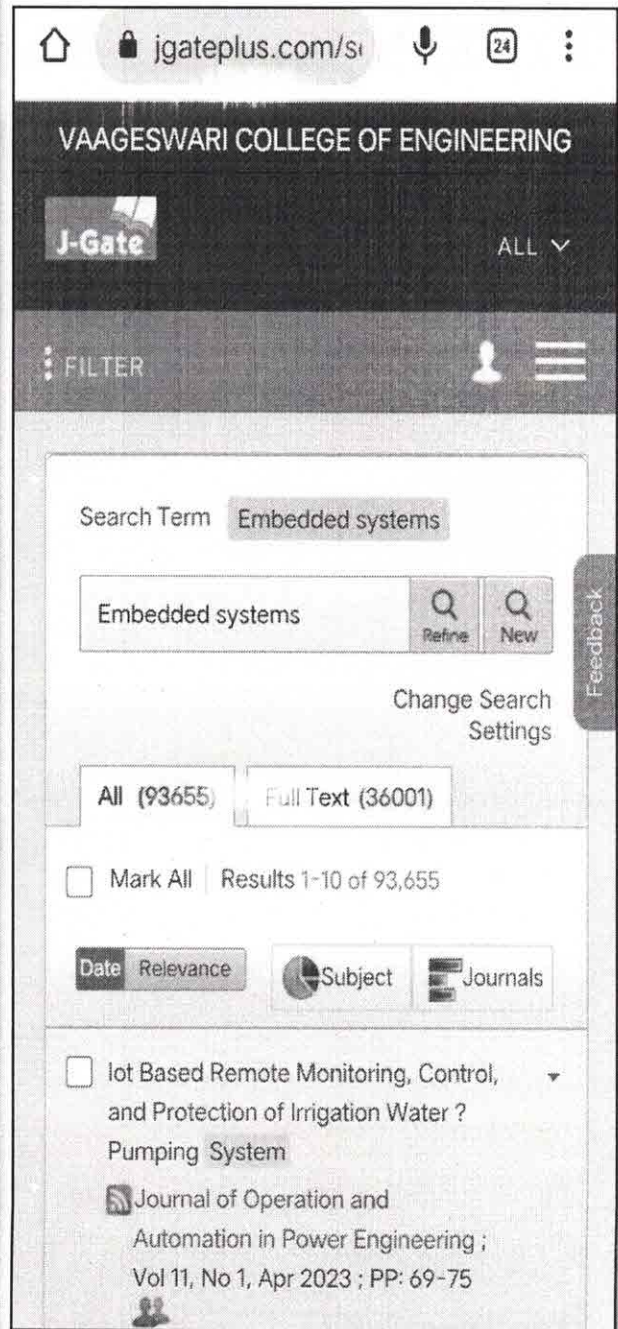 jgateplus.com/s
24
VAAGESWARI COLLEGE OF ENGINEERING
J-Gate
ALL
FILTER
Search Term Embedded systems
Embedded systems
Refine
New
Feedback
Change Search
Settings
All (93655)
Full Text (36001)
Mark All
Results 1-10 of 93,655
Date Relevance
Subject
Journals
Iot Based Remote Monitoring, Control,
and Protection of Irrigation Water ?
Pumping System
Journal of Operation and
Automation in Power Engineering ;
Vol 11, No 1, Apr 2023 ; PP: 69-75